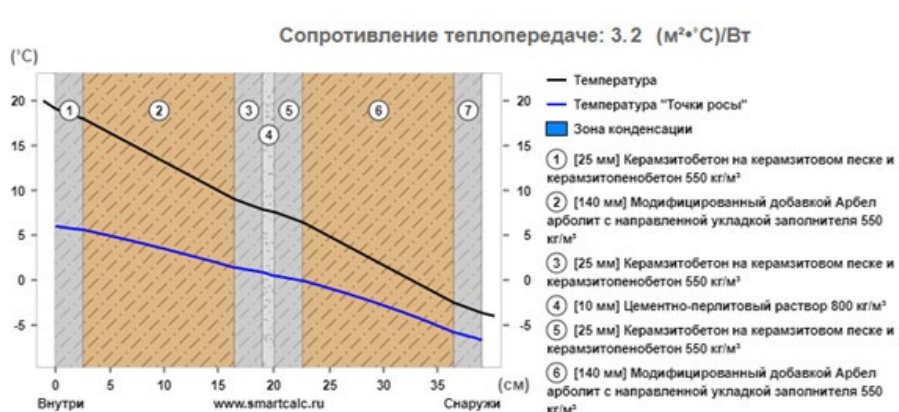 Сопротивление теплопередаче: 3.2 (м²•°С)/Вт
(°С)
20
15
10
5
0
-5
1
2
3
4
5
6
7
20
15
10
5
0
-5
0 5 10 15 20 25 30 35 (см)
Внутри www.smartcalc.ru Снаружи
Температура
Температура "Точки росы"
Зона конденсации
1 [25 мм] Керамзитобетон на керамзитовом песке и
керамзитопенобетон 550 кг/м³
2 [140 мм] Модифицированный добавкой Арбел
арболит с направленной укладкой заполнителя 550
кг/м³
3 [25 мм] Керамзитобетон на керамзитовом песке и
керамзитопенобетон 550 кг/м³
4 [10 мм] Цементно-перлитовый раствор 800 кг/м³
5 [25 мм] Керамзитобетон на керамзитовом песке и
керамзитопенобетон 550 кг/м³
6 [140 мм] Модифицированный добавкой Арбел
арболит с направленной укладкой заполнителя 550
кг/м³